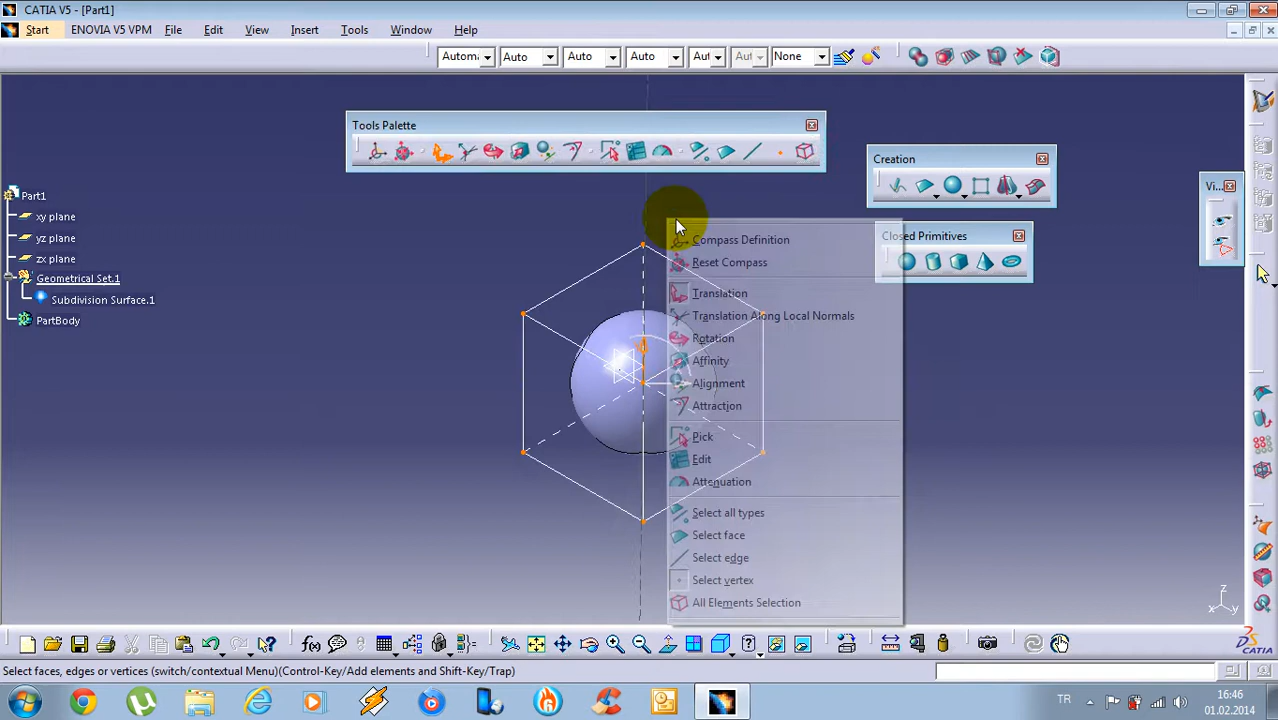 CATIA V5 - [Part1]
Start ENOVIA V5 VPM File Edit View Insert Tools Window Help
Automa Auto Auto Auto Aut Aut None
Tools Palette
Creation
Vi...
Closed Primitives
Part1
xy plane
yz plane
zx plane
Geometrical Set.1
Subdivision Surface.1
PartBody
Compass Definition
Reset Compass
Translation
Translation Along Local Normals
Rotation
Affinity
Alignment
Attraction
Pick
Edit
Attenuation
Select all types
Select face
Select edge
Select vertex
All Elements Selection
z
x y
f(x)
CATIA
Select faces, edges or vertices (switch/contextual Menu)(Control-Key/Add elements and Shift-Key/Trap)
TR 16:46
01.02.2014